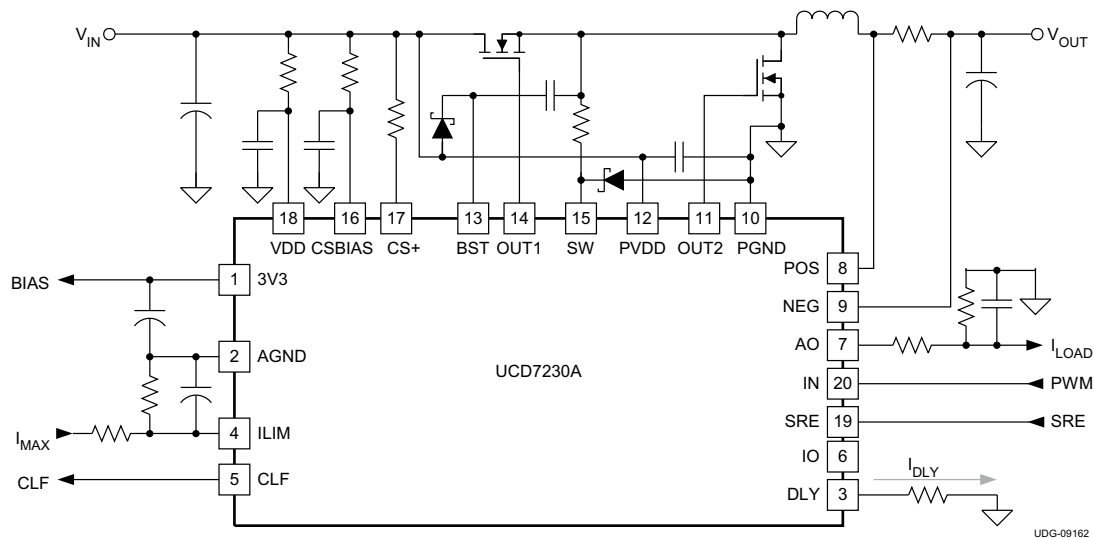 VIN
VOUT
18 16 17 13 14 15 12 11 10
VDD CSBIAS CS+ BST OUT1 SW PVDD OUT2 PGND
BIAS 1 3V3
POS 8
NEG 9
2 AGND
AO 7 ILOAD
UCD7230A
IN 20 PWM
IMAX 4 ILIM
SRE 19 SRE
IO 6
CLF 5 CLF
IDLY
DLY 3
UDG-09162